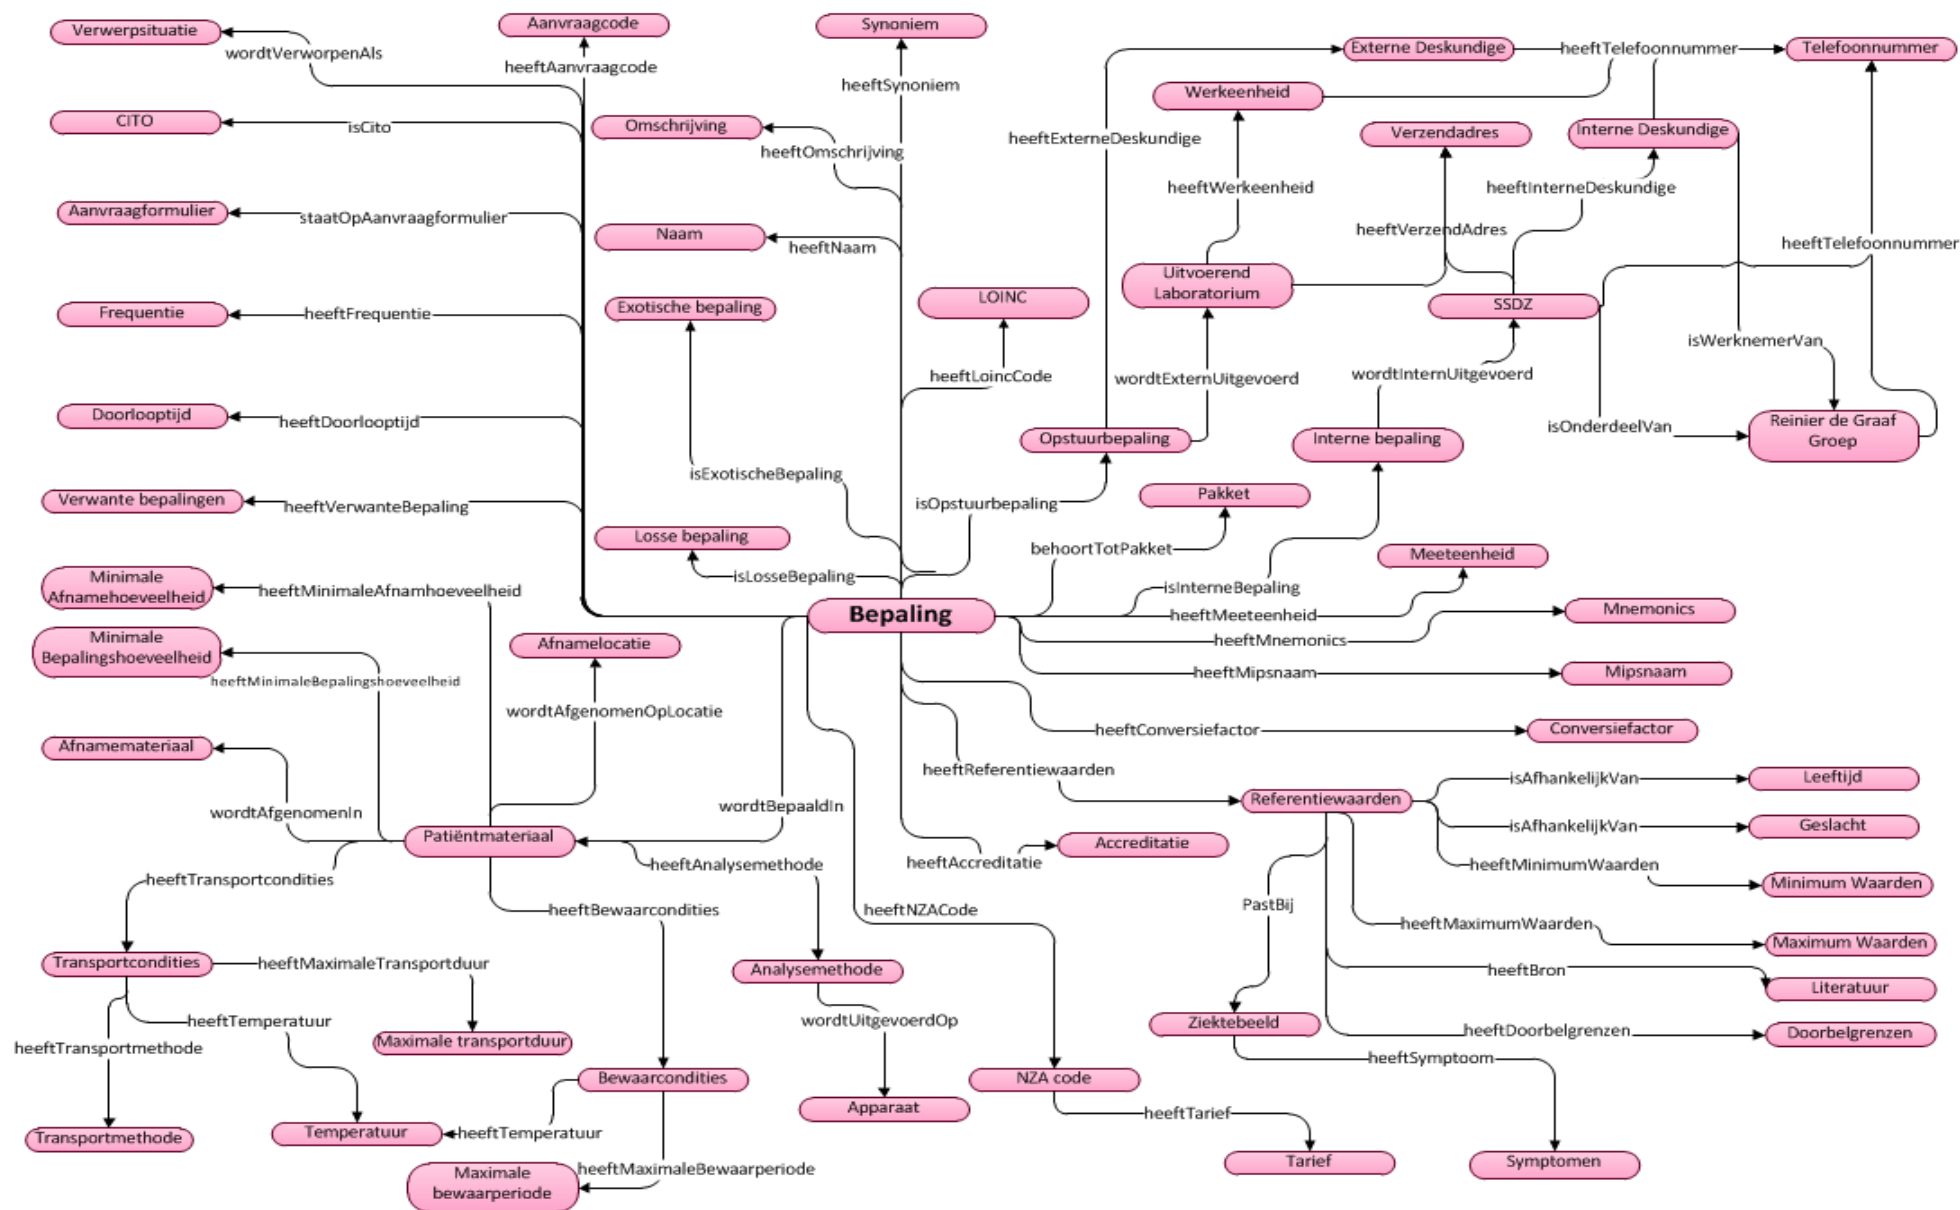 Aanvraagcode
Synoniem
Verwerpsituatie
wordtVerworpenAls
heeftAanvraagcode
heeftSynoniem
Externe Deskundige
heeftTelefoonnummer
Telefoonnummer
Werkeenheid
CITO
isCito
Omschrijving
heeftOmschrijving
heeftExterneDeskundige
Verzendadres
Interne Deskundige
heeftWerkeenheid
heeftInterneDeskundige
Aanvraagformulier
staatOpAanvraagformulier
Naam
heeftNaam
heeftVerzendAdres
heeftTelefoonnummer
Uitvoerend
Laboratorium
Exotische bepaling
LOINC
SSDZ
Frequentie
heeftFrequentie
isWerknemerVan
heeftLoincCode
wordtExternUitgevoerd
wordtInternUitgevoerd
Doorlooptijd
heeftDoorlooptijd
Opstuurbepaling
Interne bepaling
isOnderdeelVan
Reinier de Graaf
Groep
isExotischeBepaling
Verwante bepalingen
heeftVerwanteBepaling
isOpstuurbepaling
Pakket
Losse bepaling
behoortTotPakket
Meeteenheid
isLosseBepaling
isInterneBepaling
Minimale
Afnamehoeveelheid
heeftMinimaleAfnamhoeveelheid
Bepaling
heeftMeeteenheid
Mnemonics
heeftMnemonics
Minimale
Bepalingshoeveelheid
heeftMinimaleBepalingshoeveelheid
Afnamelocatie
heeftMipsnaam
Mipsnaam
wordtAfgenomenOpLocatie
heeftConversiefactor
Conversiefactor
Afnamemateriaal
heeftReferentiewaarden
isAfhankelijkVan
Leeftijd
wordtAfgenomenIn
wordtBepaaldIn
Referentiewaarden
isAfhankelijkVan
Geslacht
Patiëntmateriaal
Accreditatie
heeftAnalysemethode
heeftAccreditatie
heeftMinimumWaarden
Minimum Waarden
heeftTransportcondities
heeftBewaarcondities
heeftNZACode
PastBij
heeftMaximumWaarden
Maximum Waarden
Transportcondities
heeftMaximaleTransportduur
Analysemethode
heeftBron
Literatuur
heeftTemperatuur
wordtUitgevoerdOp
Ziektebeeld
heeftDoorbelgrenzen
Doorbelgrenzen
heeftTransportmethode
Maximale transportduur
heeftSymptoom
Bewaarcondities
NZA code
Apparaat
heeftTarief
Transportmethode
Temperatuur
heeftTemperatuur
heeftMaximaleBewaarperiode
Tarief
Symptomen
Maximale
bewaarperiode